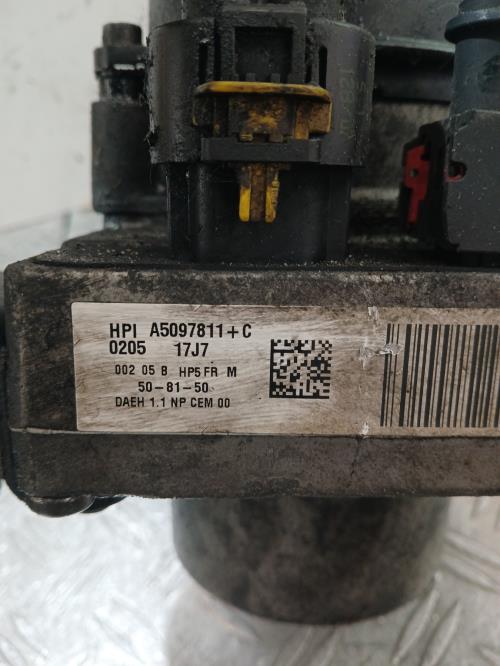 HPI A5097811+C
0205 17J7
002 05 B HP5 FR M
50-81-50
DAEH 1.1 NP CEM 00